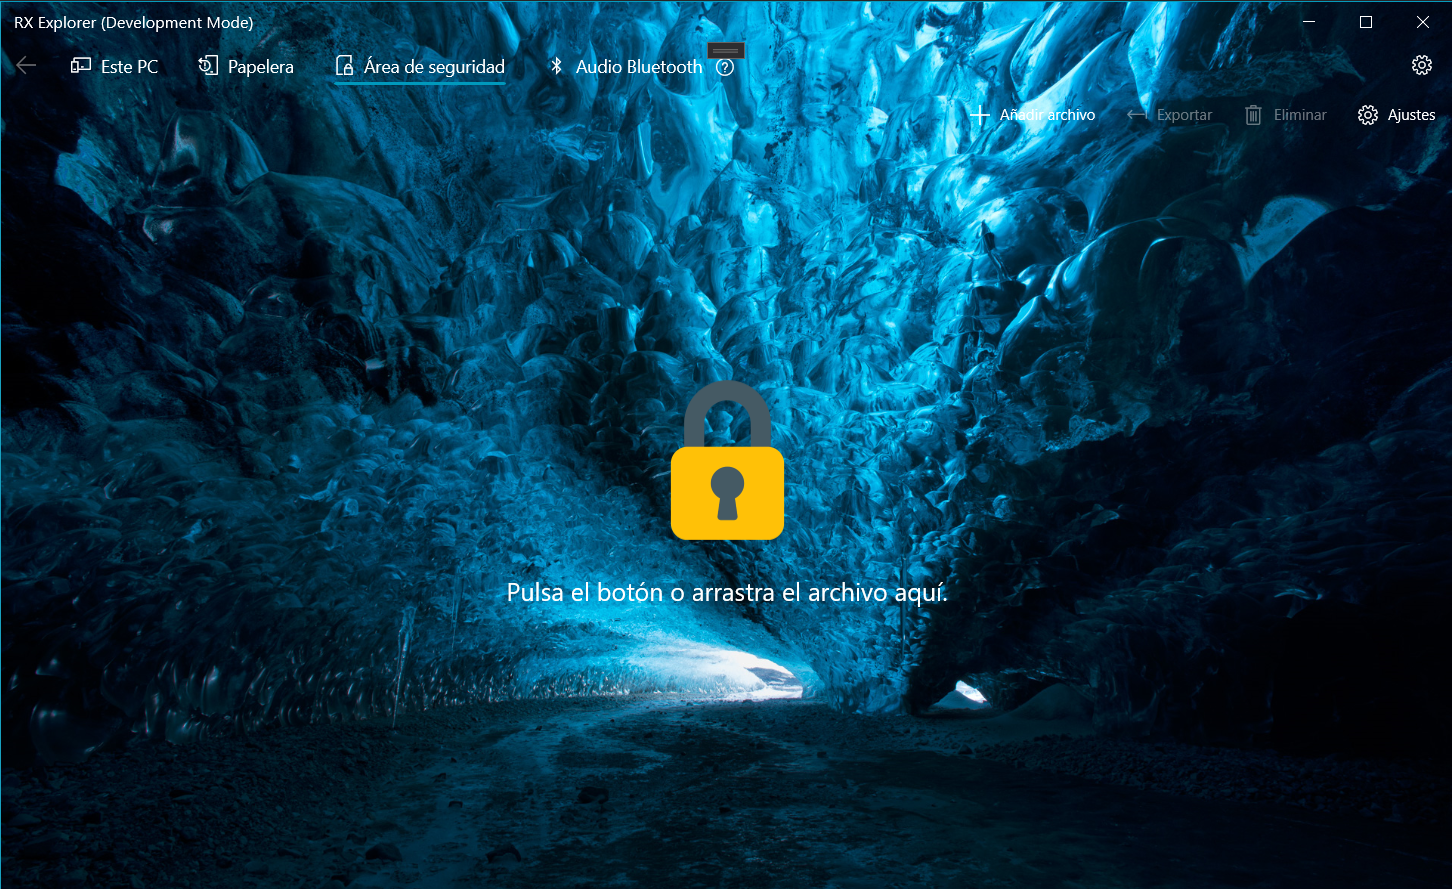 RX Explorer (Development Mode)
Este PC
Papelera
Área de seguridad
Audio Bluetooth
Añadir archivo
Exportar
Eliminar
Ajustes
Pulsa el botón o arrastra el archivo aquí.